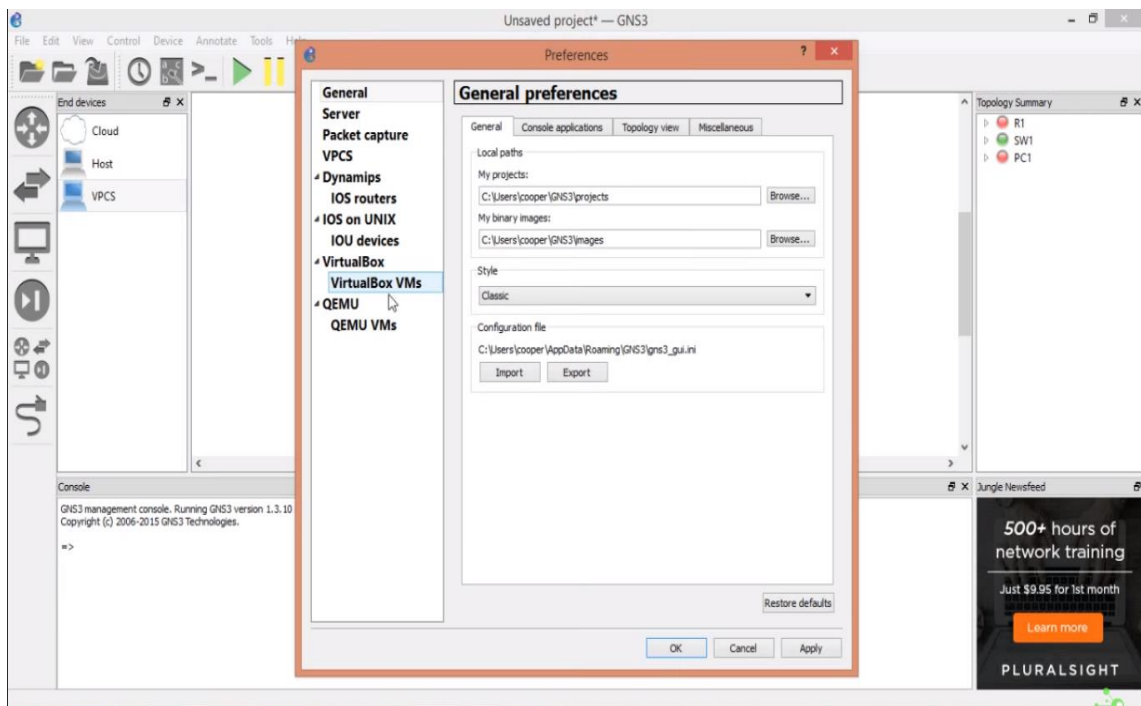 Unsaved project* — GNS3
File Edit View Control Device Annotate Tools
End devices
Cloud
Host
VPCS
Preferences
?
General
Server
Packet capture
VPCS
Dynamips
IOS routers
IOS on UNIX
IOU devices
VirtualBox
VirtualBox VMs
QEMU
QEMU VMs
General preferences
General Console applications Topology view Miscellaneous
Local paths
My projects:
C:\Users\cooper\GNS3\projects Browse...
My binary images:
C:\Users\cooper\GNS3\images Browse...
Style
Classic
Configuration file
C:\Users\cooper\AppData\Roaming\GNS3\gns3_gui.ini
Import Export
Restore defaults
OK Cancel Apply
Topology Summary
R1
SW1
PC1
Console
GNS3 management console. Running GNS3 version 1.3.10
Copyright (c) 2006-2015 GNS3 Technologies.
=>
Jungle Newsfeed
500+ hours of
network training
Just $9.95 for 1st month
Learn more
PLURALSIGHT